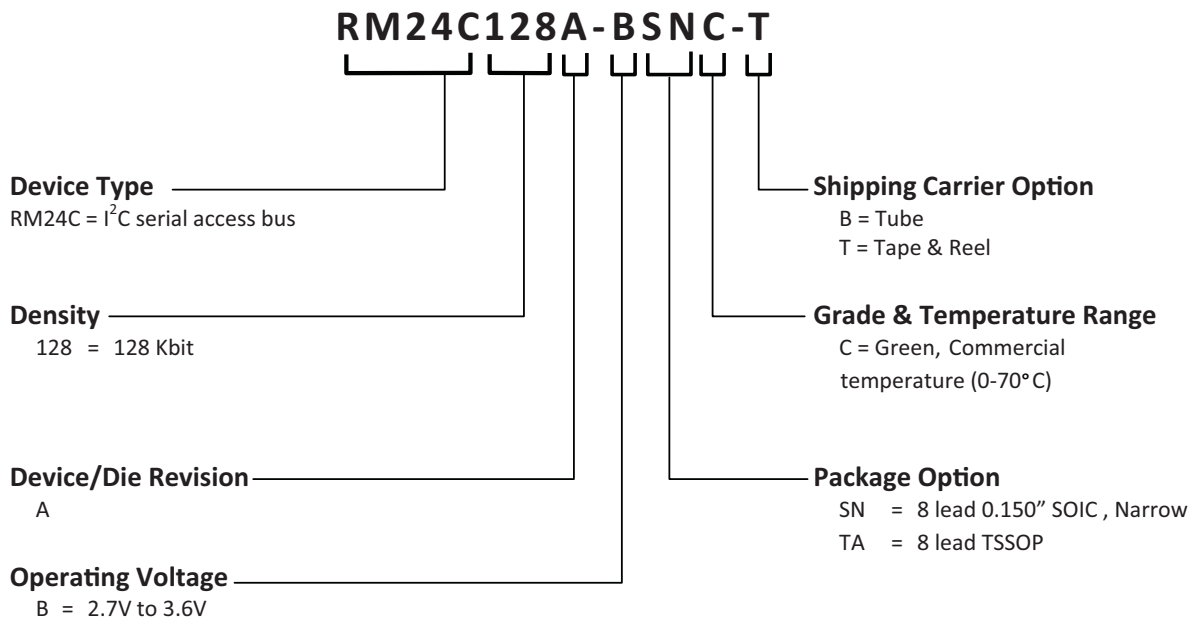 RM24C128A-BSNC-T
Device Type
RM24C = I²C serial access bus
Density
128 = 128 Kbit
Device/Die Revision
A
Operating Voltage
B = 2.7V to 3.6V
Shipping Carrier Option
B = Tube
T = Tape & Reel
Grade & Temperature Range
C = Green, Commercial
temperature (0-70°C)
Package Option
SN = 8 lead 0.150” SOIC , Narrow
TA = 8 lead TSSOP